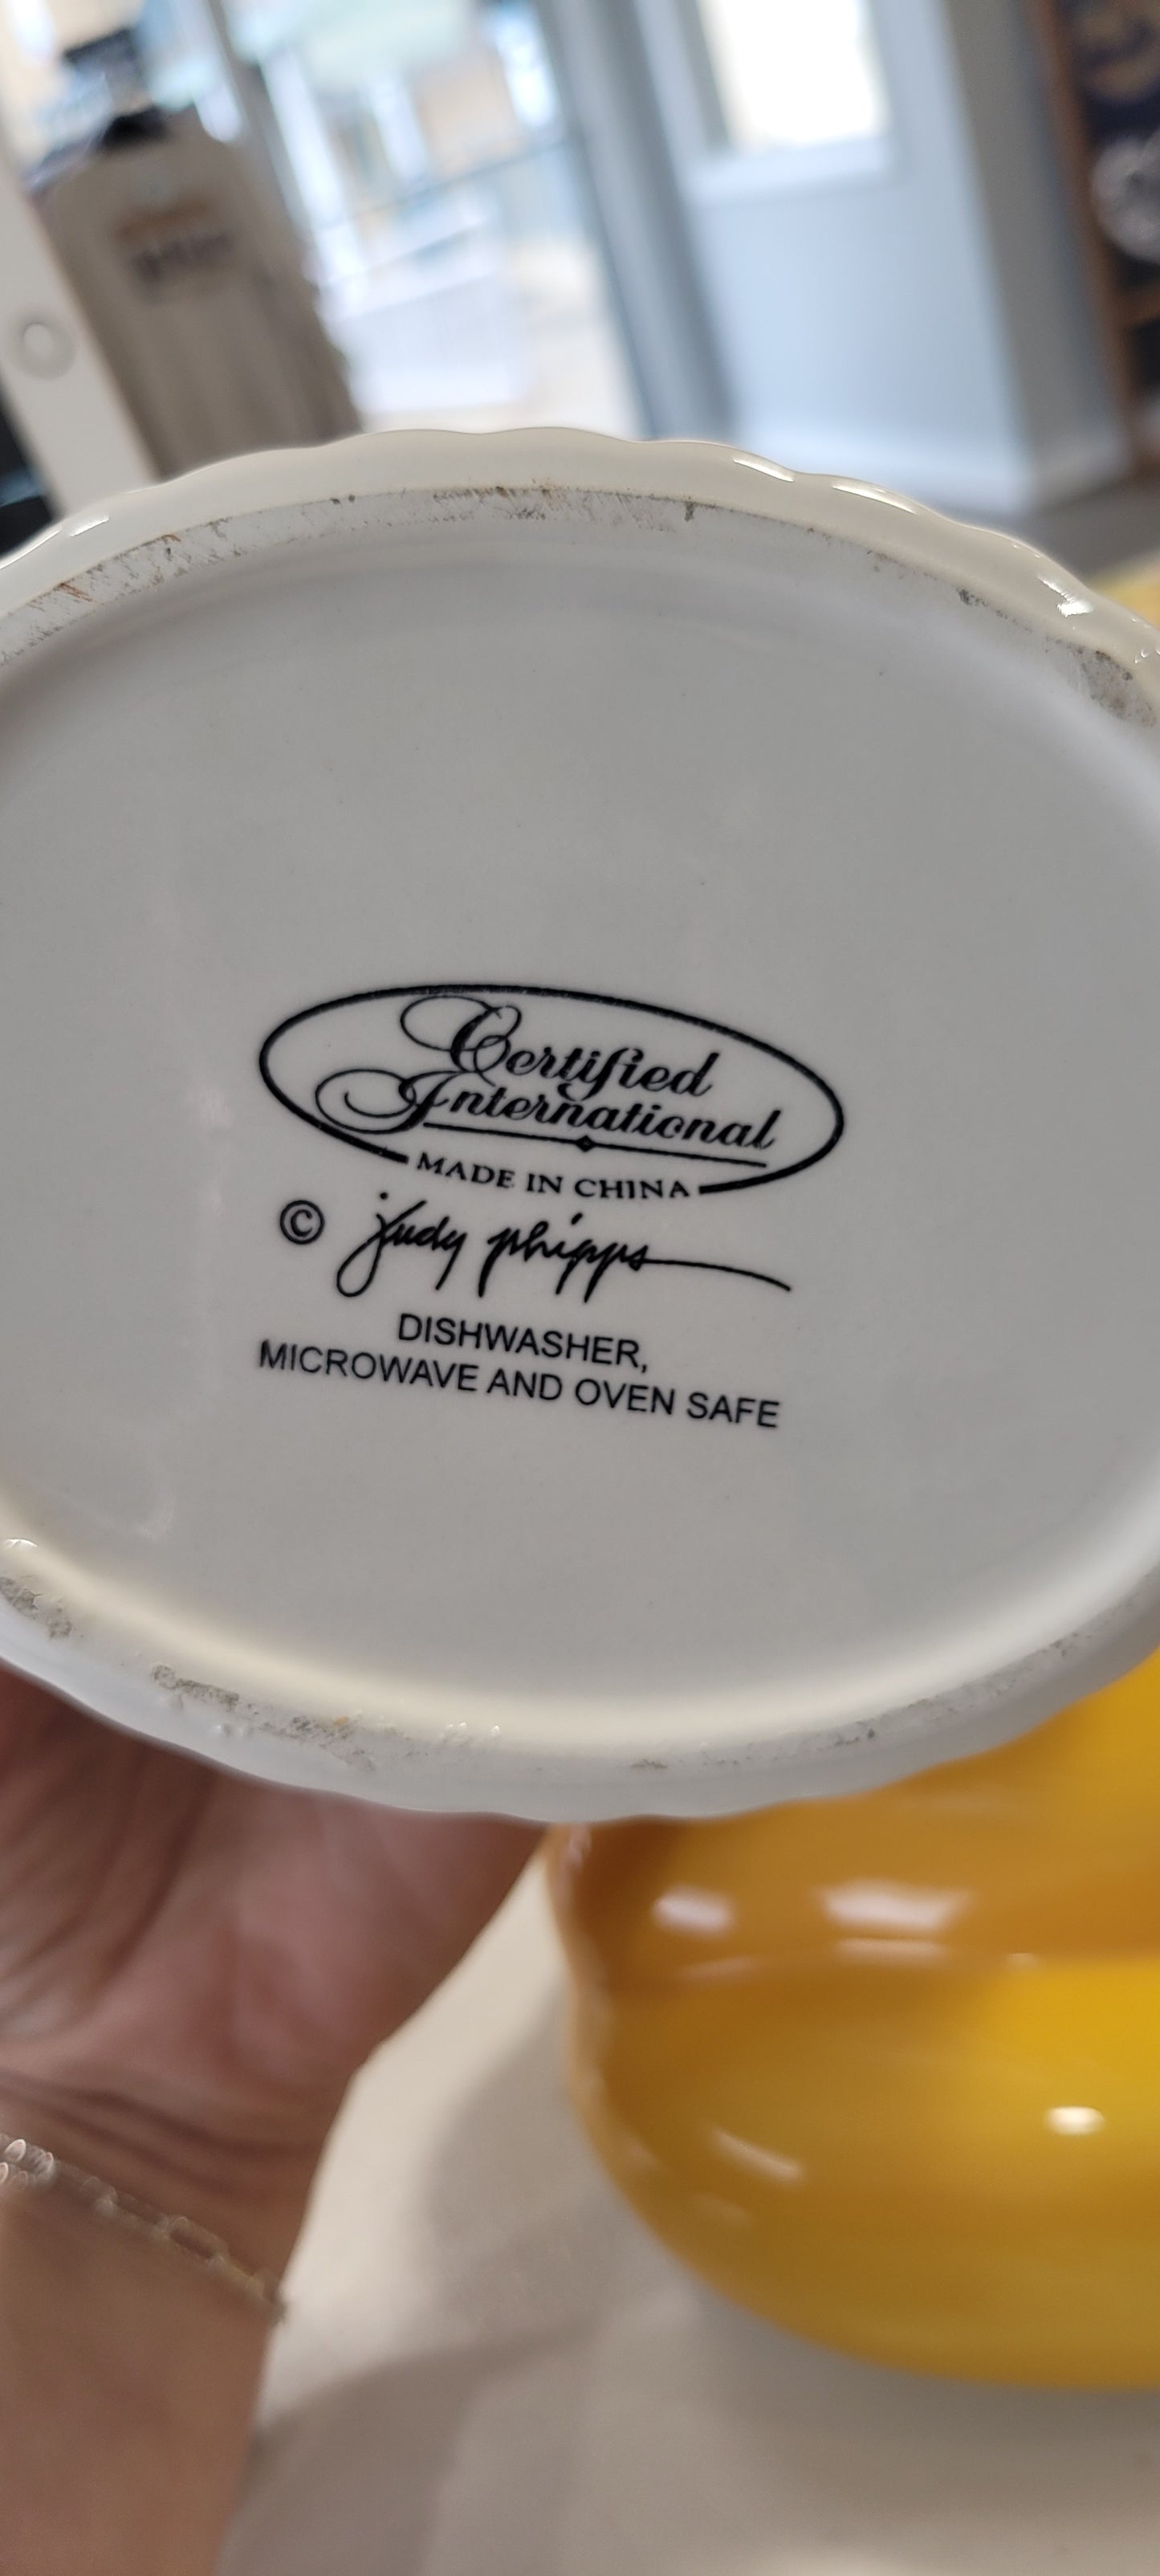 Certified
International
MADE IN CHINA
© judy phipps
DISHWASHER,
MICROWAVE AND OVEN SAFE